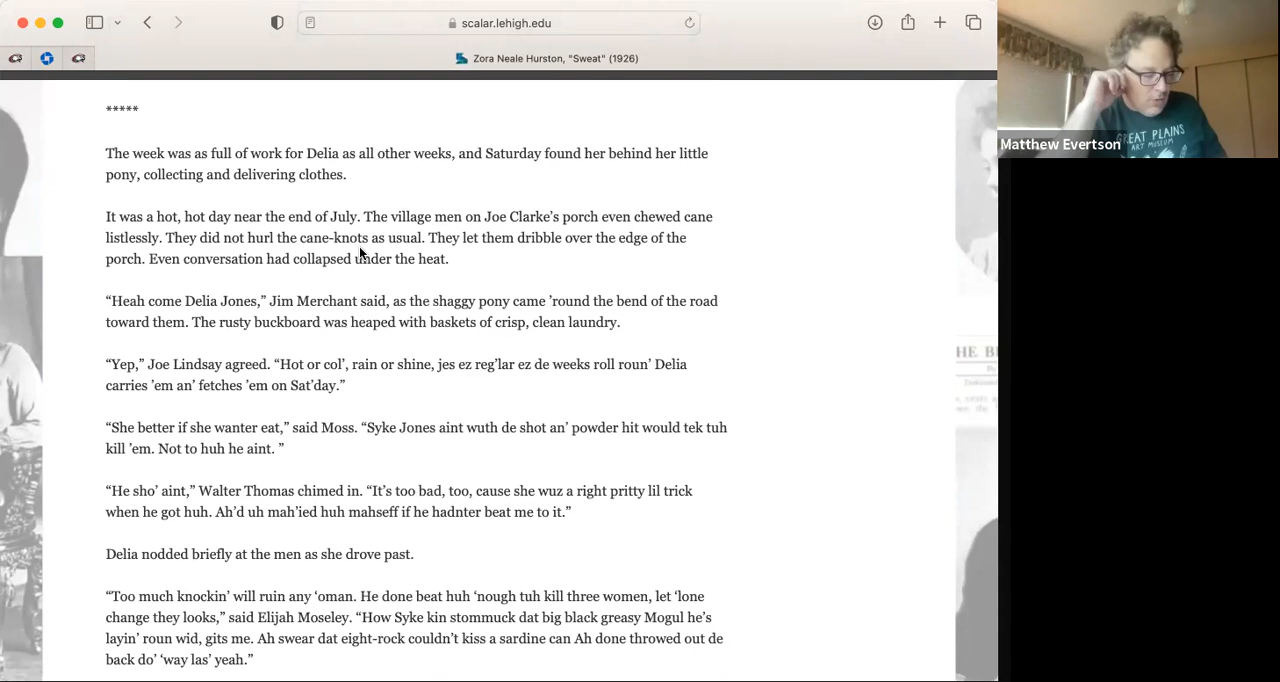 scalar.lehigh.edu
Zora Neale Hurston, "Sweat" (1926)
*****
The week was as full of work for Delia as all other weeks, and Saturday found her behind her little
pony, collecting and delivering clothes.
It was a hot, hot day near the end of July. The village men on Joe Clarke’s porch even chewed cane
listlessly. They did not hurl the cane-knots as usual. They let them dribble over the edge of the
porch. Even conversation had collapsed under the heat.
“Heah come Delia Jones,” Jim Merchant said, as the shaggy pony came ’round the bend of the road
toward them. The rusty buckboard was heaped with baskets of crisp, clean laundry.
“Yep,” Joe Lindsay agreed. “Hot or col’, rain or shine, jes ez reg’lar ez de weeks roll roun’ Delia
carries ’em an’ fetches ’em on Sat’day.”
“She better if she wanter eat,” said Moss. “Syke Jones aint wuth de shot an’ powder hit would tek tuh
kill ’em. Not to huh he aint. ”
“He sho’ aint,” Walter Thomas chimed in. “It’s too bad, too, cause she wuz a right pritty lil trick
when he got huh. Ah’d uh mah’ied huh mahseff if he hadnter beat me to it.”
Delia nodded briefly at the men as she drove past.
“Too much knockin’ will ruin any ‘oman. He done beat huh ‘nough tuh kill three women, let ‘lone
change they looks,” said Elijah Moseley. “How Syke kin stommuck dat big black greasy Mogul he’s
layin’ roun wid, gits me. Ah swear dat eight-rock couldn’t kiss a sardine can Ah done throwed out de
back do’ ‘way las’ yeah.”
HE B
GREAT PLAINS
ART MUSEUM
Matthew Evertson